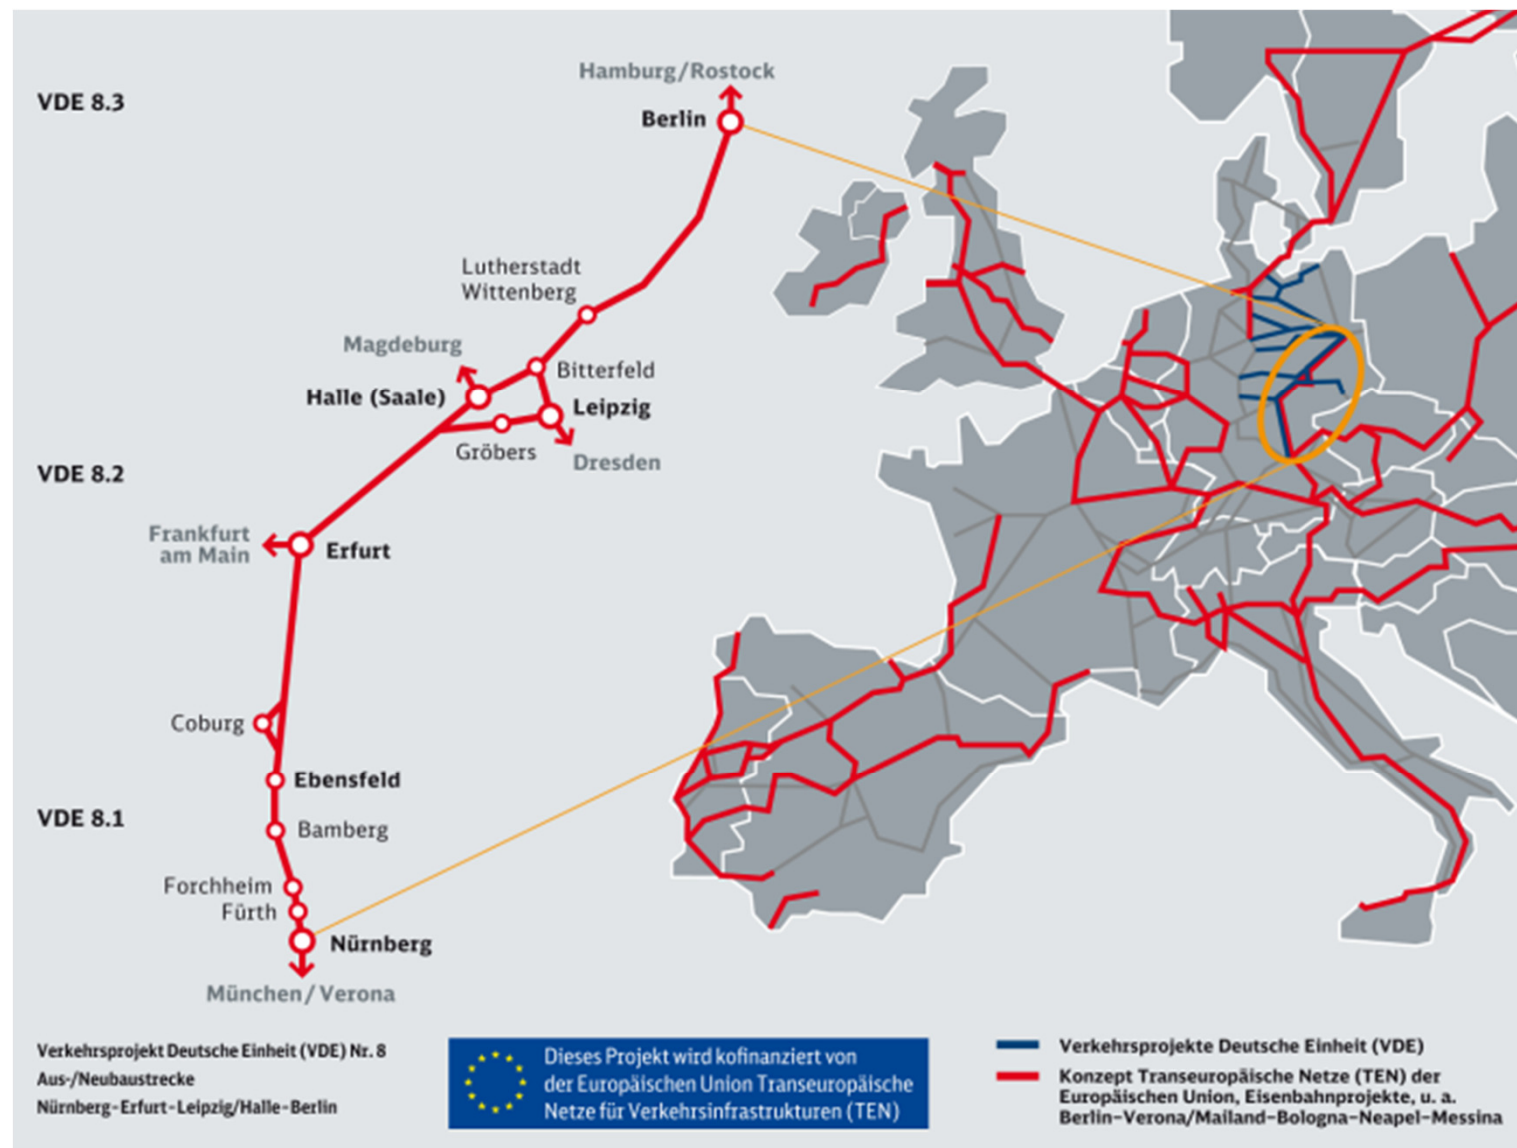 Hamburg/Rostock
VDE 8.3
Berlin
Lutherstadt
Wittenberg
Magdeburg
Bitterfeld
Halle (Saale)
Leipzig
Gröbers
Dresden
VDE 8.2
Frankfurt
am Main
Erfurt
Coburg
Ebensfeld
VDE 8.1
Bamberg
Forchheim
Fürth
Nürnberg
München/Verona
Verkehrsprojekt Deutsche Einheit (VDE) Nr. 8
Aus-/Neubaustrecke
Nürnberg-Erfurt-Leipzig/Halle-Berlin
Dieses Projekt wird kofinanziert von
der Europäischen Union Transeuropäische
Netze für Verkehrsinfrastrukturen (TEN)
Verkehrsprojekte Deutsche Einheit (VDE)
Konzept Transeuropäische Netze (TEN) der
Europäischen Union, Eisenbahnprojekte, u. a.
Berlin–Verona/Mailand–Bologna–Neapel–Messina